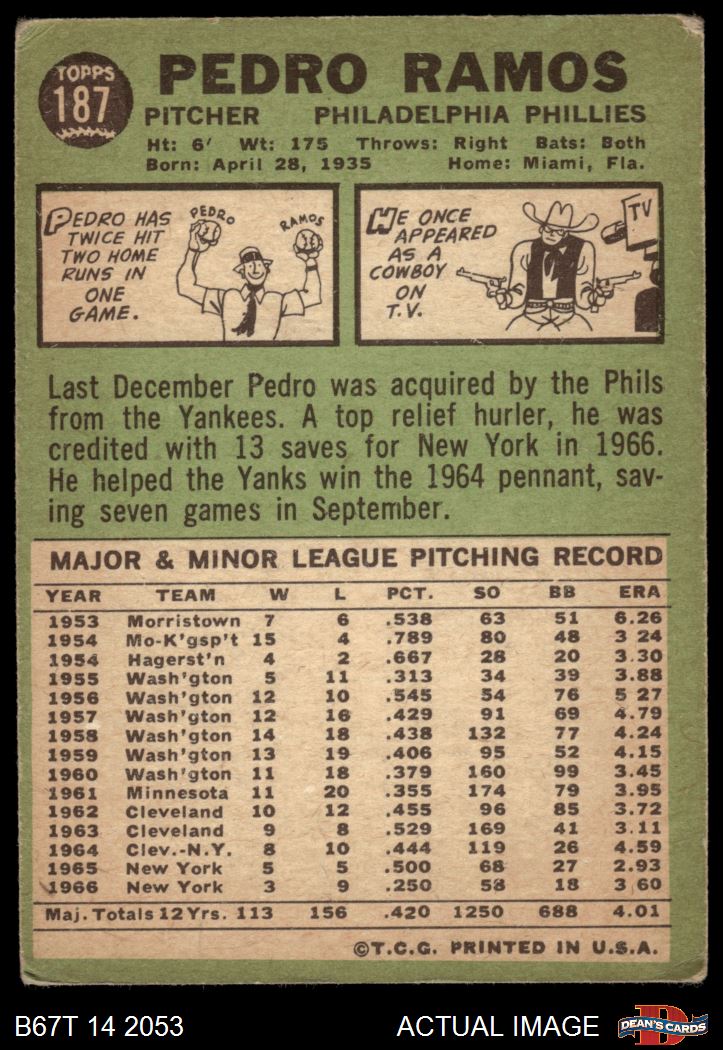 TOPPS
187
PEDRO RAMOS
PITCHER PHILADELPHIA PHILLIES
Ht: 6' Wt: 175 Throws: Right Bats: Both
Born: April 28, 1935 Home: Miami, Fla.
PEDRO HAS
TWICE HIT
TWO HOME
RUNS IN
ONE
GAME.
PEDRO
RAMOS
HE ONCE
APPEARED
AS A
COWBOY
ON
T.V.
TV
Last December Pedro was acquired by the Phils
from the Yankees. A top relief hurler, he was
credited with 13 saves for New York in 1966.
He helped the Yanks win the 1964 pennant, sav-
ing seven games in September.
MAJOR & MINOR LEAGUE PITCHING RECORD
YEAR TEAM W L PCT. SO BB ERA
1953 Morristown 7 6 .538 63 51 6.26
1954 Mo-K'gsp't 15 4 .789 80 48 3 24
1954 Hagerst'n 4 2 .667 28 20 3.30
1955 Wash'gton 5 11 .313 34 39 3.88
1956 Wash'gton 12 10 .545 54 76 5 27
1957 Wash'gton 12 16 .429 91 69 4.79
1958 Wash'gton 14 18 .438 132 77 4.24
1959 Wash'gton 13 19 .406 95 52 4.15
1960 Wash'gton 11 18 .379 160 99 3.45
1961 Minnesota 11 20 .355 174 79 3.95
1962 Cleveland 10 12 .455 96 85 3.72
1963 Cleveland 9 8 .529 169 41 3.11
1964 Clev.-N.Y. 8 10 .444 119 26 4.59
1965 New York 5 5 .500 68 27 2.93
1966 New York 3 9 .250 58 18 3 60
Maj. Totals 12 Yrs. 113 156 .420 1250 688 4.01
©T.C.G. PRINTED IN U.S.A.
B67T 14 2053 ACTUAL IMAGE
D
DEAN'S CARDS